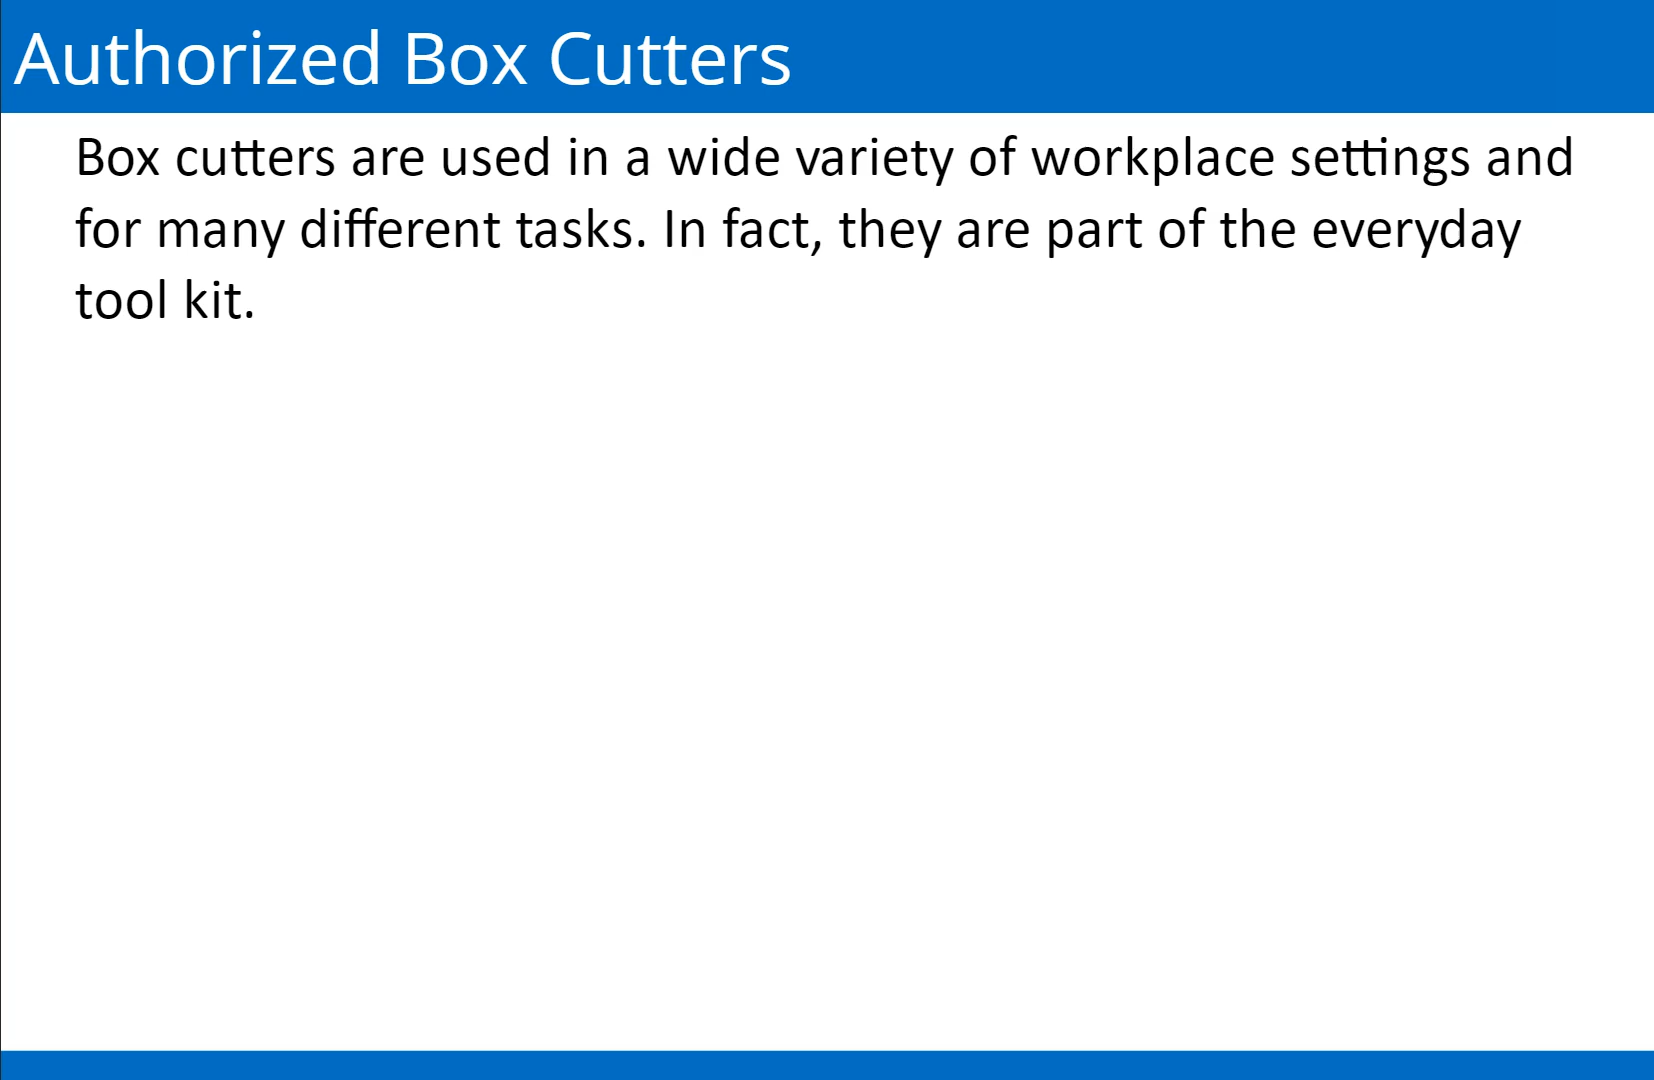 Authorized Box Cutters
Box cutters are used in a wide variety of workplace settings and
for many different tasks. In fact, they are part of the everyday
tool kit.